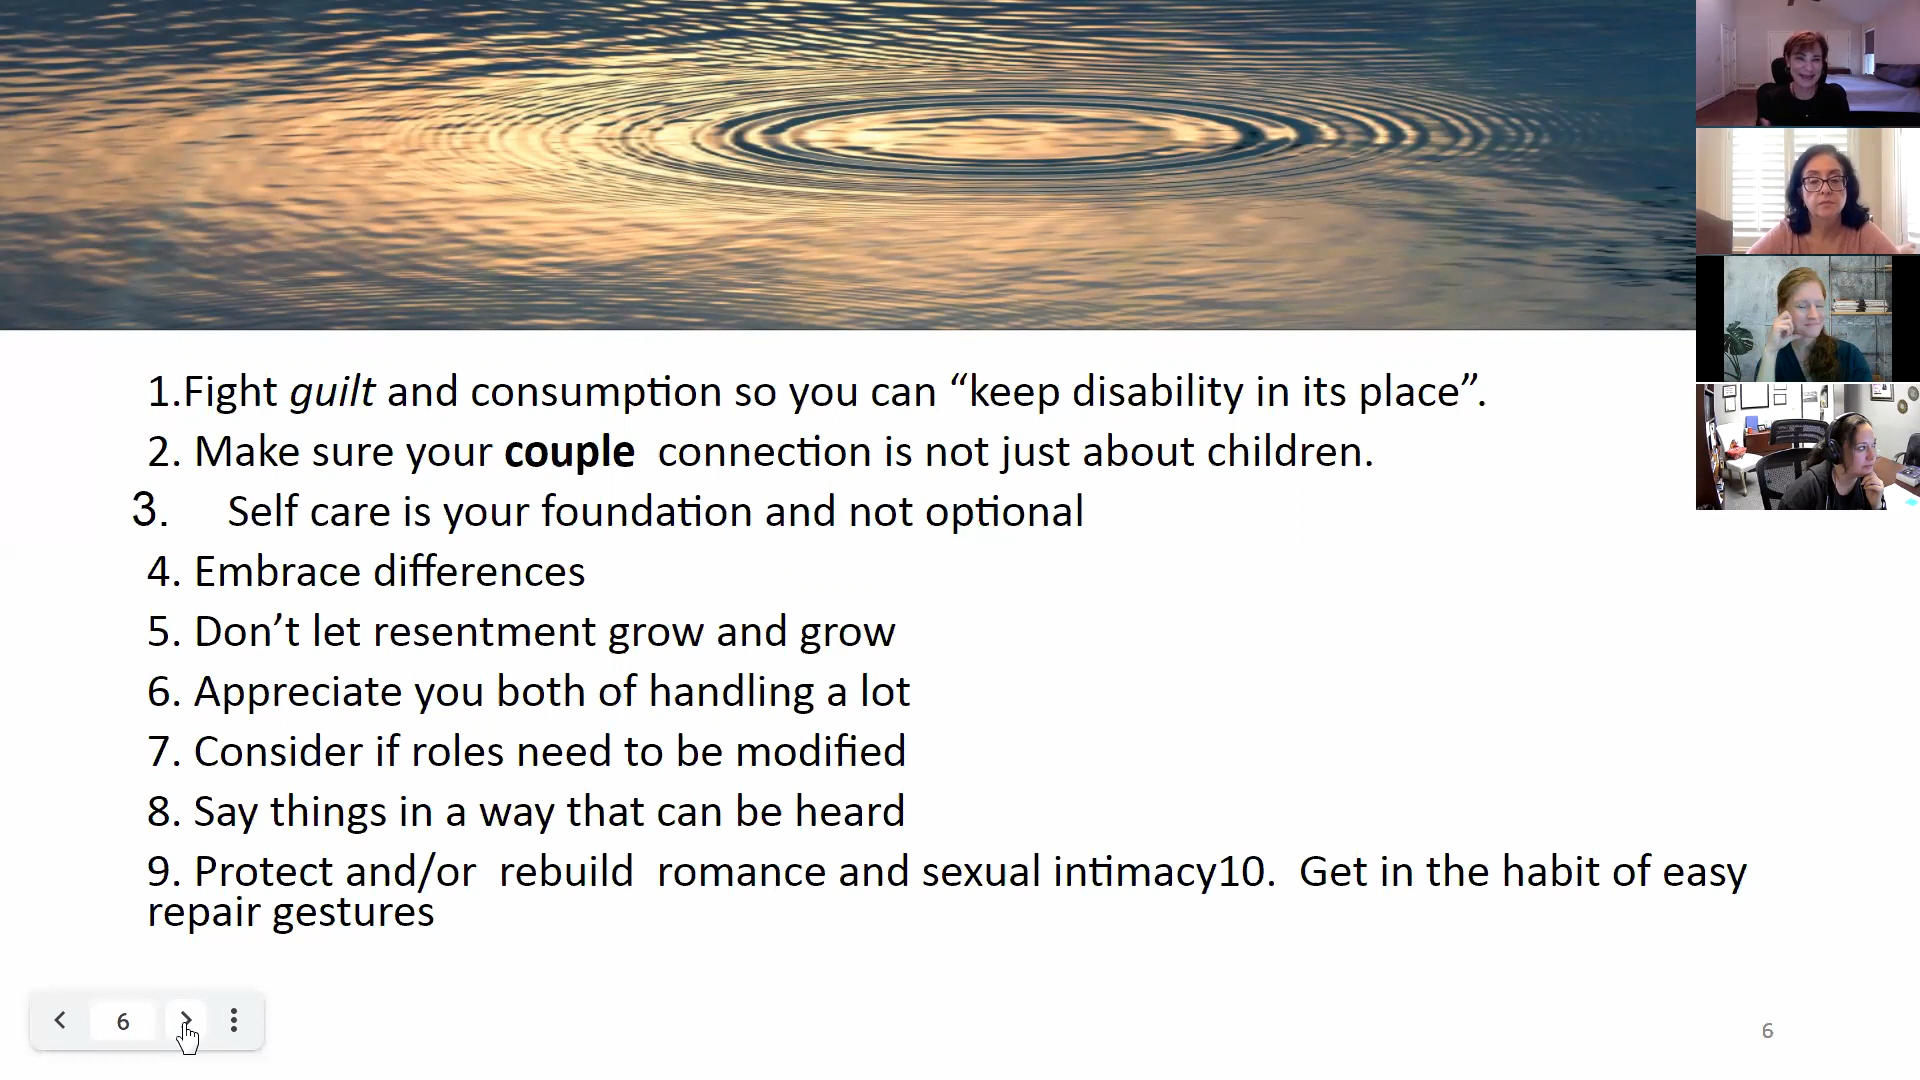 1.Fight guilt and consumption so you can “keep disability in its place”.
2. Make sure your couple  connection is not just about children.
3. Self care is your foundation and not optional
4. Embrace differences
5. Don’t let resentment grow and grow
6. Appreciate you both of handling a lot
7. Consider if roles need to be modified
8. Say things in a way that can be heard
9. Protect and/or  rebuild  romance and sexual intimacy10.  Get in the habit of easy
repair gestures
6
6